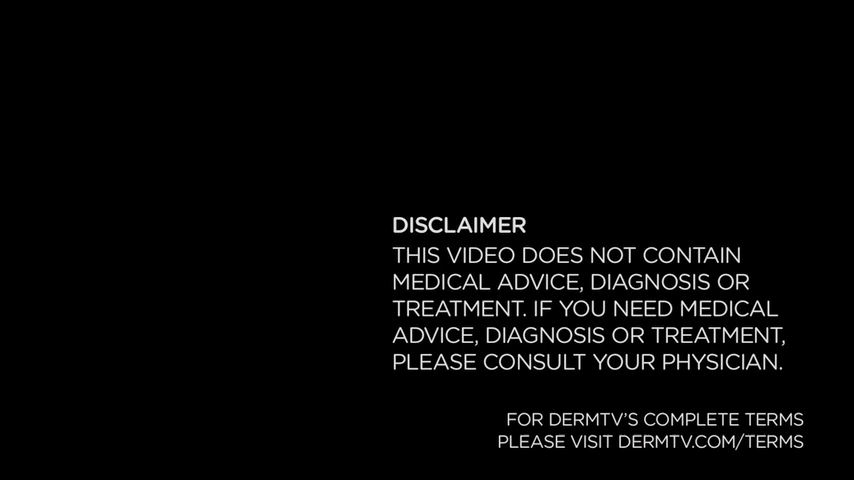 DISCLAIMER
THIS VIDEO DOES NOT CONTAIN
MEDICAL ADVICE, DIAGNOSIS OR
TREATMENT. IF YOU NEED MEDICAL
ADVICE, DIAGNOSIS OR TREATMENT,
PLEASE CONSULT YOUR PHYSICIAN.
FOR DERMTV'S COMPLETE TERMS
PLEASE VISIT DERMTV.COM/TERMS